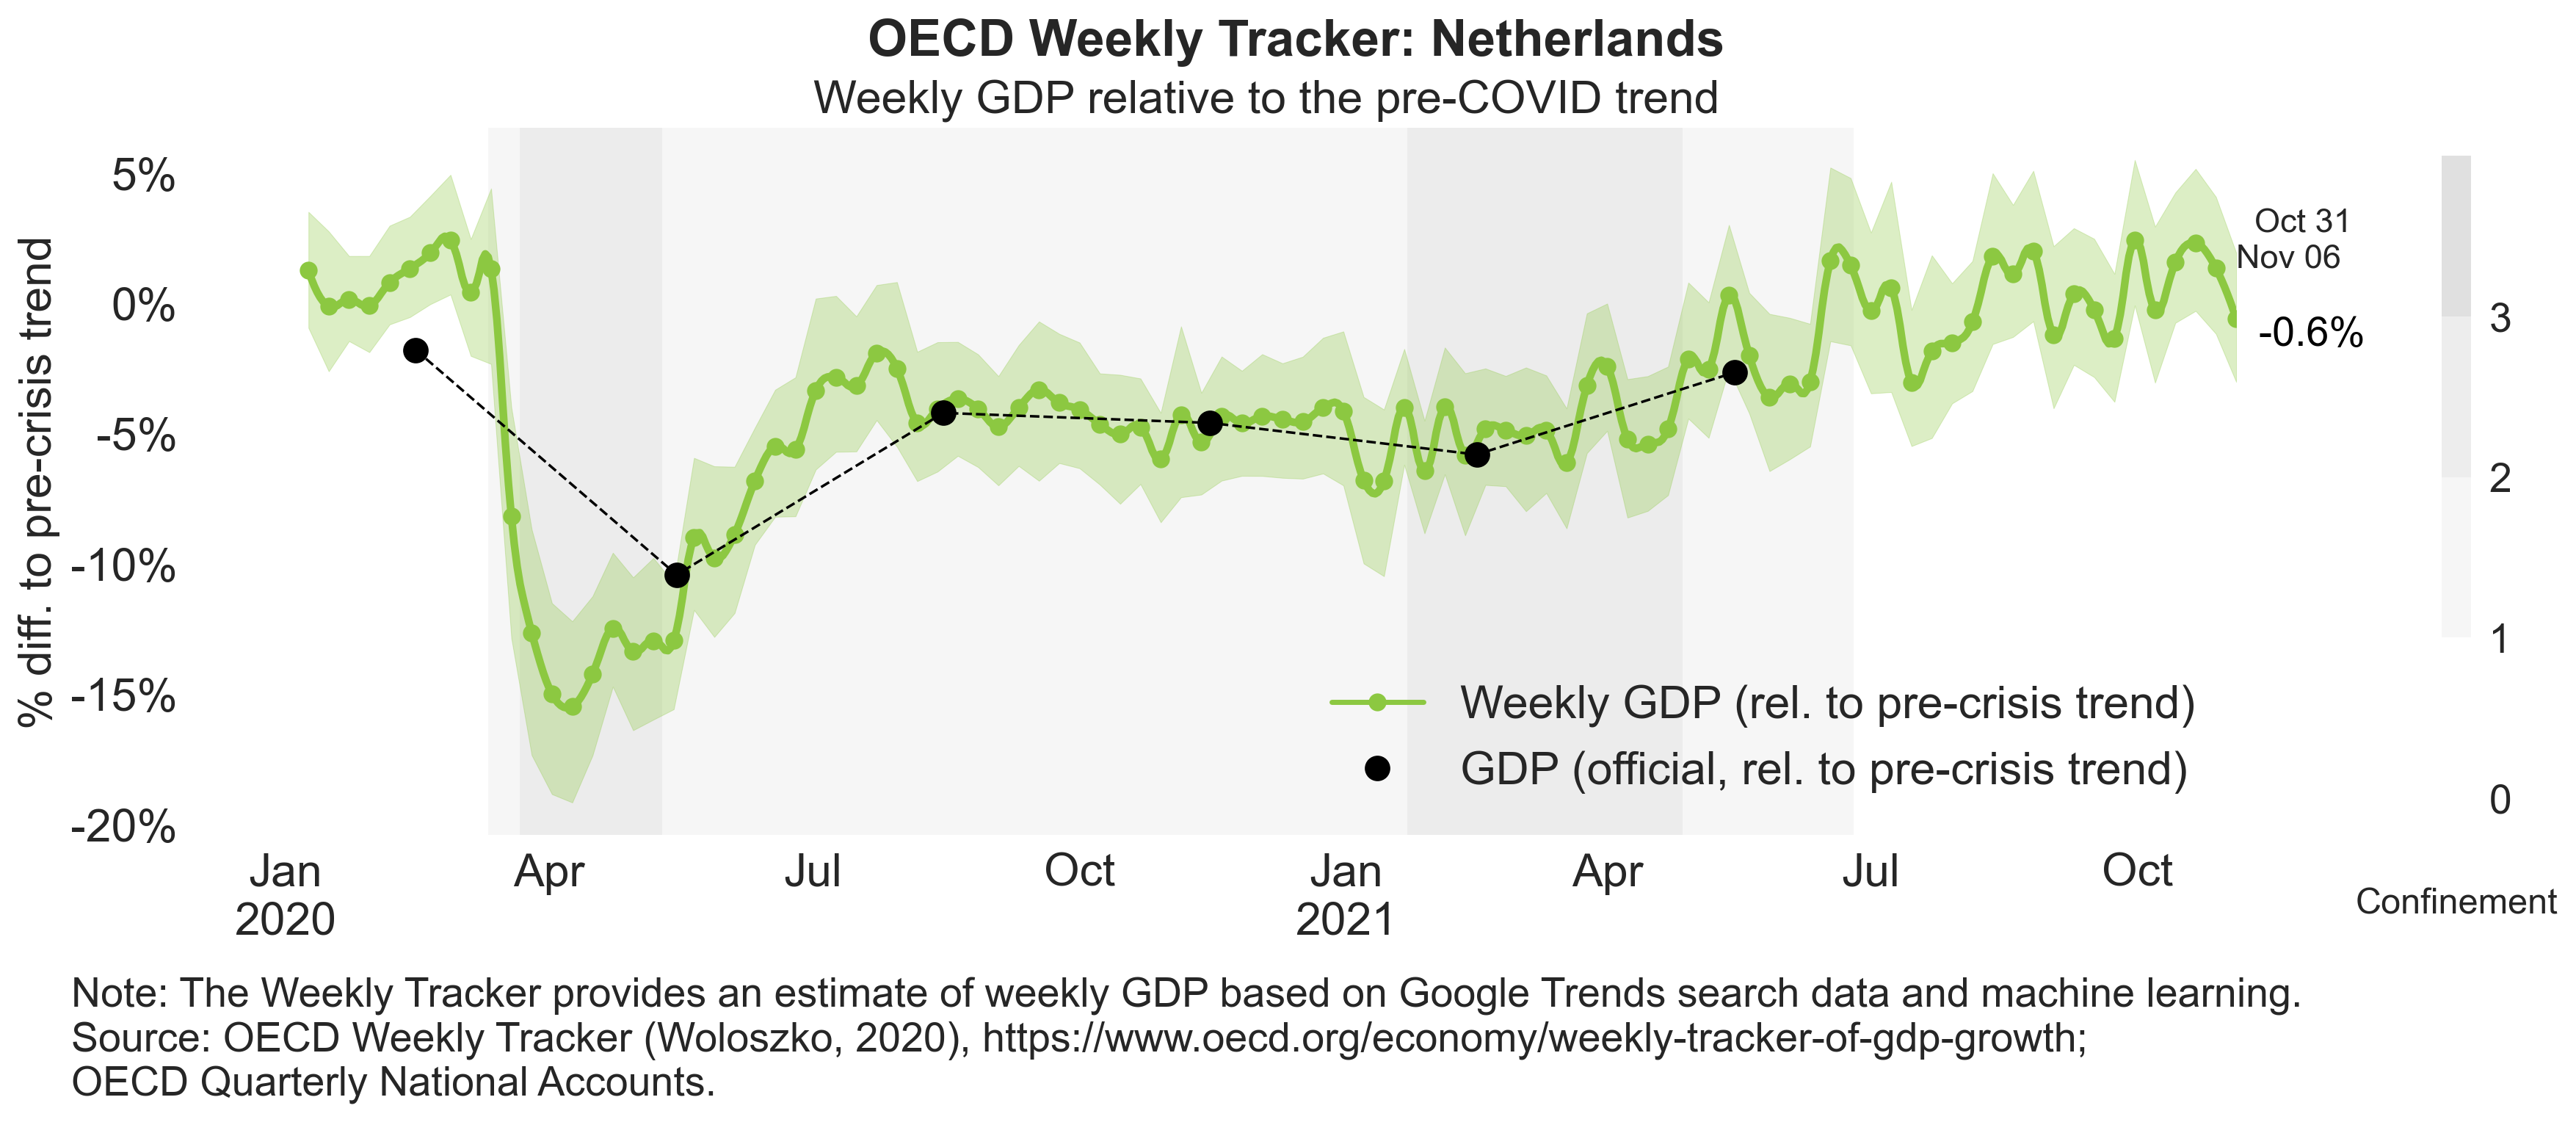 OECD Weekly Tracker: Netherlands
Weekly GDP relative to the pre-COVID trend
% diff. to pre-crisis trend
5%
0%
-5%
-10%
-15%
-20%
Oct 31
Nov 06
-0.6%
3
2
1
0
Confinement
Weekly GDP (rel. to pre-crisis trend)
GDP (official, rel. to pre-crisis trend)
Jan Apr Jul Oct Jan Apr Jul Oct
2020 2021
Note: The Weekly Tracker provides an estimate of weekly GDP based on Google Trends search data and machine learning.
Source: OECD Weekly Tracker (Woloszko, 2020), https://www.oecd.org/economy/weekly-tracker-of-gdp-growth;
OECD Quarterly National Accounts.